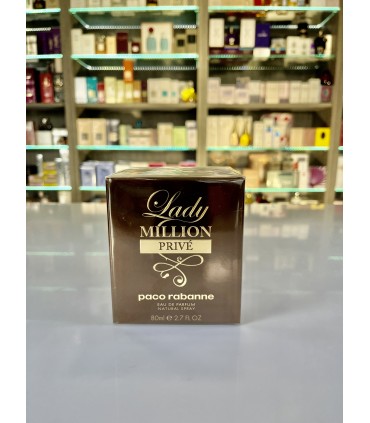 Lady
MILLION
PRIVÉ
paco rabanne
EAU DE PARFUM
NATURAL SPRAY
80ml ℮ 2.7 FL OZ